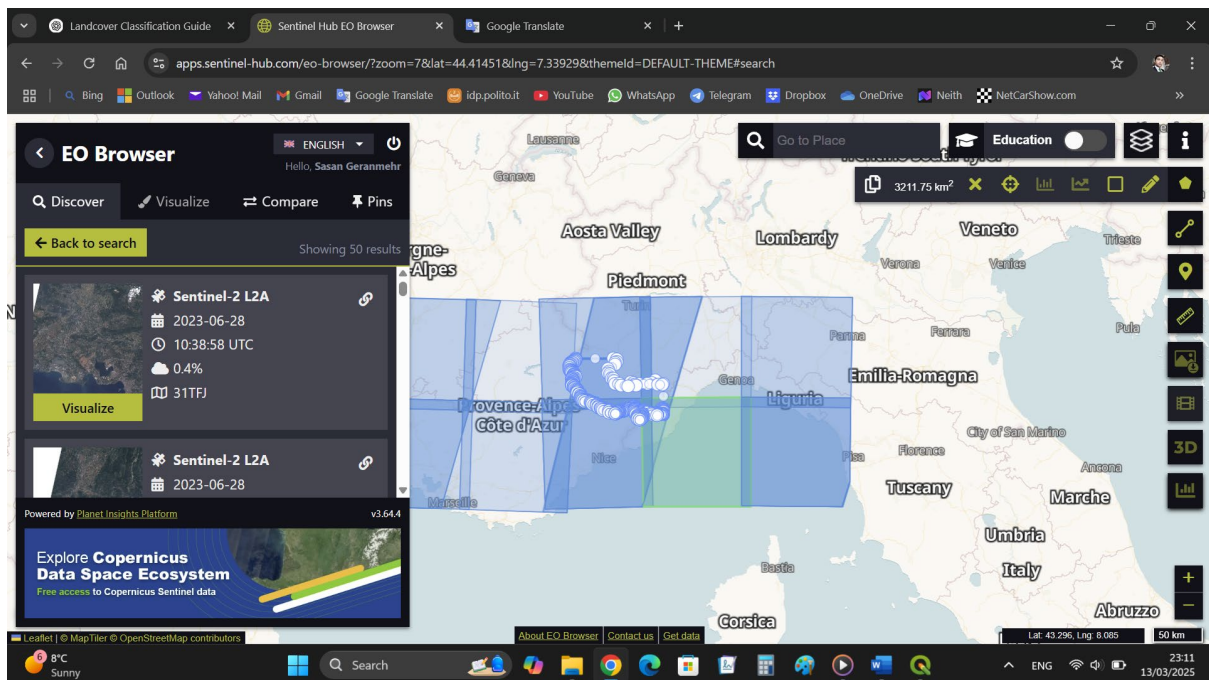 Landcover Classification Guide
Sentinel Hub EO Browser
Google Translate
apps.sentinel-hub.com/eo-browser/?zoom=7&lat=44.41451&lng=7.33929&themeId=DEFAULT-THEME#search
Bing
Outlook
Yahoo! Mail
Gmail
Google Translate
idp.polito.it
YouTube
WhatsApp
Telegram
Dropbox
OneDrive
Neith
NetCarShow.com
EO Browser
ENGLISH
Hello, Sasan Geranmehr
Discover
Visualize
Compare
Pins
Back to search
Showing 50 results
Sentinel-2 L2A
2023-06-28
10:38:58 UTC
0.4%
31TFJ
Visualize
Sentinel-2 L2A
2023-06-28
Powered by Planet Insights Platform
v3.64.4
Explore Copernicus
Data Space Ecosystem
Free access to Copernicus Sentinel data
Leaflet | © MapTiler © OpenStreetMap contributors
Go to Place
Education
3211.75 km²
Lausanne
Geneva
Aosta Valley
Lombardy
Veneto
Trieste
Verona
Venice
gne-
Alpes
Piedmont
Turin
Pula
Parma
Ferrara
Genoa
Emilia-Romagna
Liguria
Provence-Alpes
Côte d'Azur
City of San Marino
Nice
Pisa
Florence
Ancona
Tuscany
Marche
Marseille
Umbria
Bastia
Italy
Corsica
Abruzzo
3D
About EO Browser
Contact us
Get data
Lat: 43.296, Lng: 8.085
50 km
6
8°C
Sunny
Search
ENG
23:11
13/03/2025